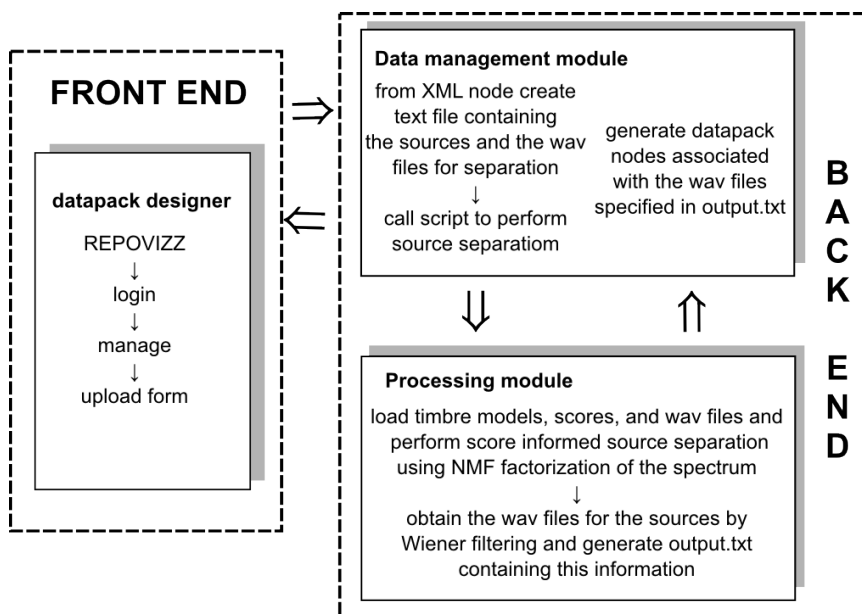 FRONT END
datapack designer
REPOVIZZ
↓
login
↓
manage
↓
upload form
⇒
⇐
Data management module
from XML node create
text file containing
the sources and the wav
files for separation
↓
call script to perform
source separatiom
generate datapack
nodes associated
with the wav files
specified in output.txt
⇓
⇑
Processing module
load timbre models, scores, and wav files and
perform score informed source separation
using NMF factorization of the spectrum
↓
obtain the wav files for the sources by
Wiener filtering and generate output.txt
containing this information
B
A
C
K
E
N
D